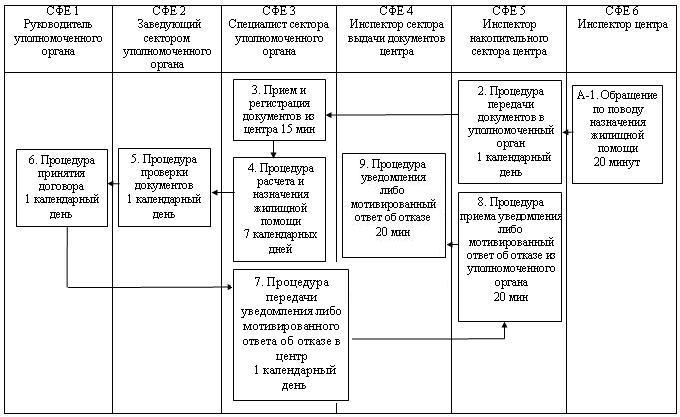 СФЕ 1
Руководитель
уполномоченного
органа
СФЕ 2
Заведующий
сектором
уполномоченного
органа
СФЕ 3
Специалист сектора
уполномоченного
органа
СФЕ 4
Инспектор сектора
выдачи документов
центра
СФЕ 5
Инспектор
накопительного
сектора центра
СФЕ 6
Инспектор центра
А-1. Обращение
по поводу
назначения
жилищной
помощи
20 минут
2. Процедура
передачи
документов в
уполномоченный
орган
1 календарный
день
3. Прием и
регистрация
документов из
центра 15 мин
4. Процедура
расчета и
назначения
жилищной
помощи
7 календарных
дней
5. Процедура
проверки
документов
1 календарный
день
6. Процедура
принятия
договора
1 календарный
день
7. Процедура
передачи
уведомления либо
мотивированного
ответа об отказе в
центр
1 календарный
день
8. Процедура
приема уведомления
либо
мотивированный
ответ об отказе из
уполномоченного
органа
20 мин
9. Процедура
уведомления
либо
мотивированный
ответ об отказе
20 мин